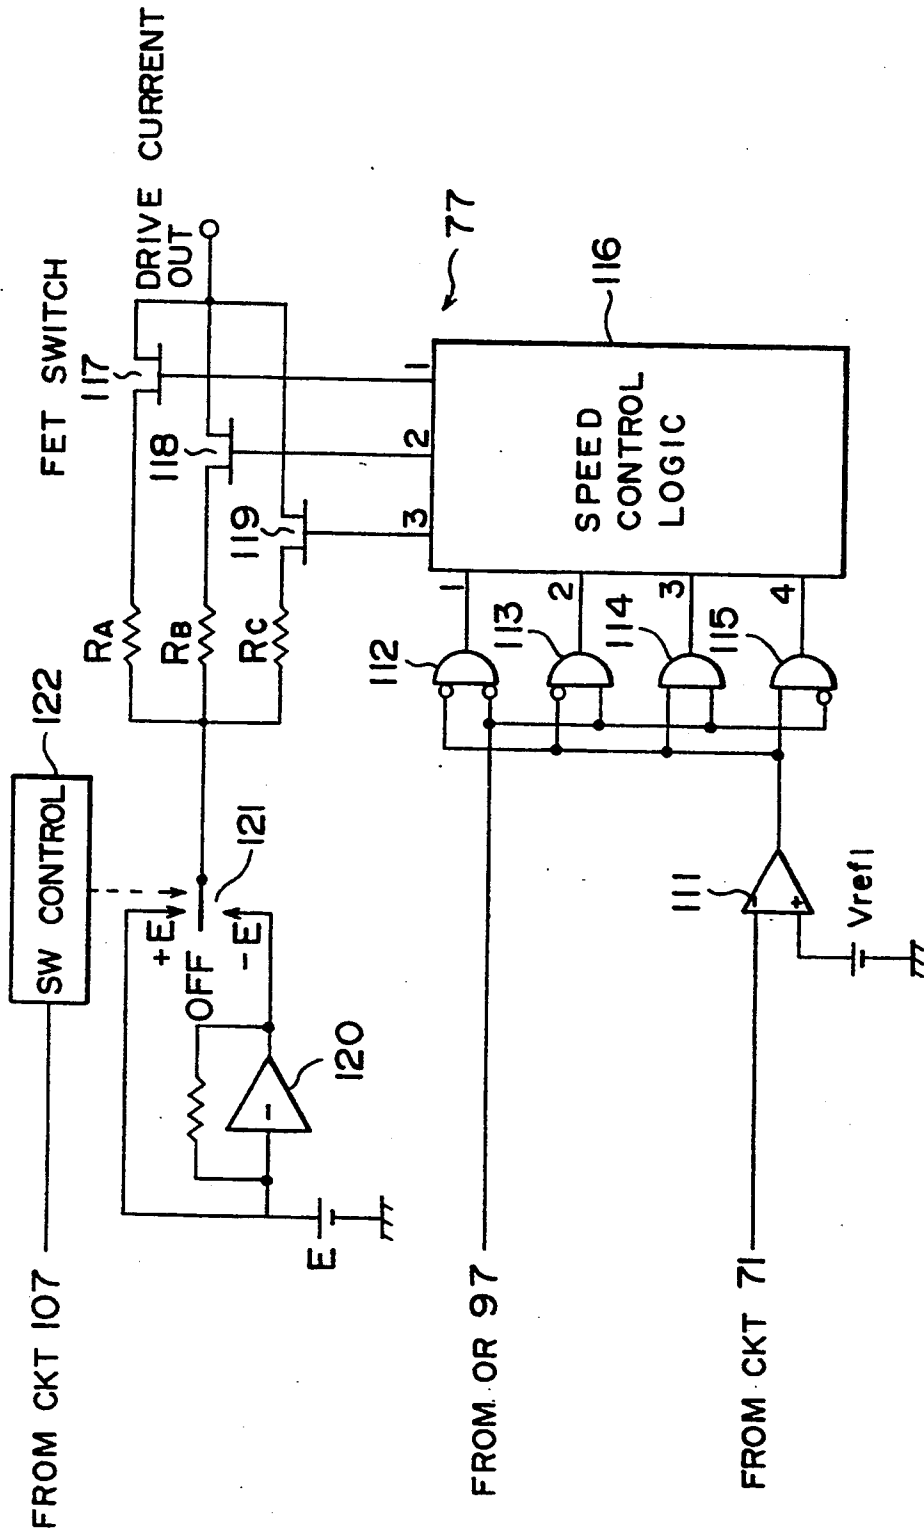 FROM CKT 107
SW CONTROL
122
FET SWITCH
117
DRIVE CURRENT
OUT
118
119
RA
RB
RC
+E
OFF
-E
121
-
120
E
77
1
2
3
116
SPEED
CONTROL
LOGIC
1
2
3
4
112
113
114
115
FROM OR 97
111
-
+
Vref1
FROM CKT 71